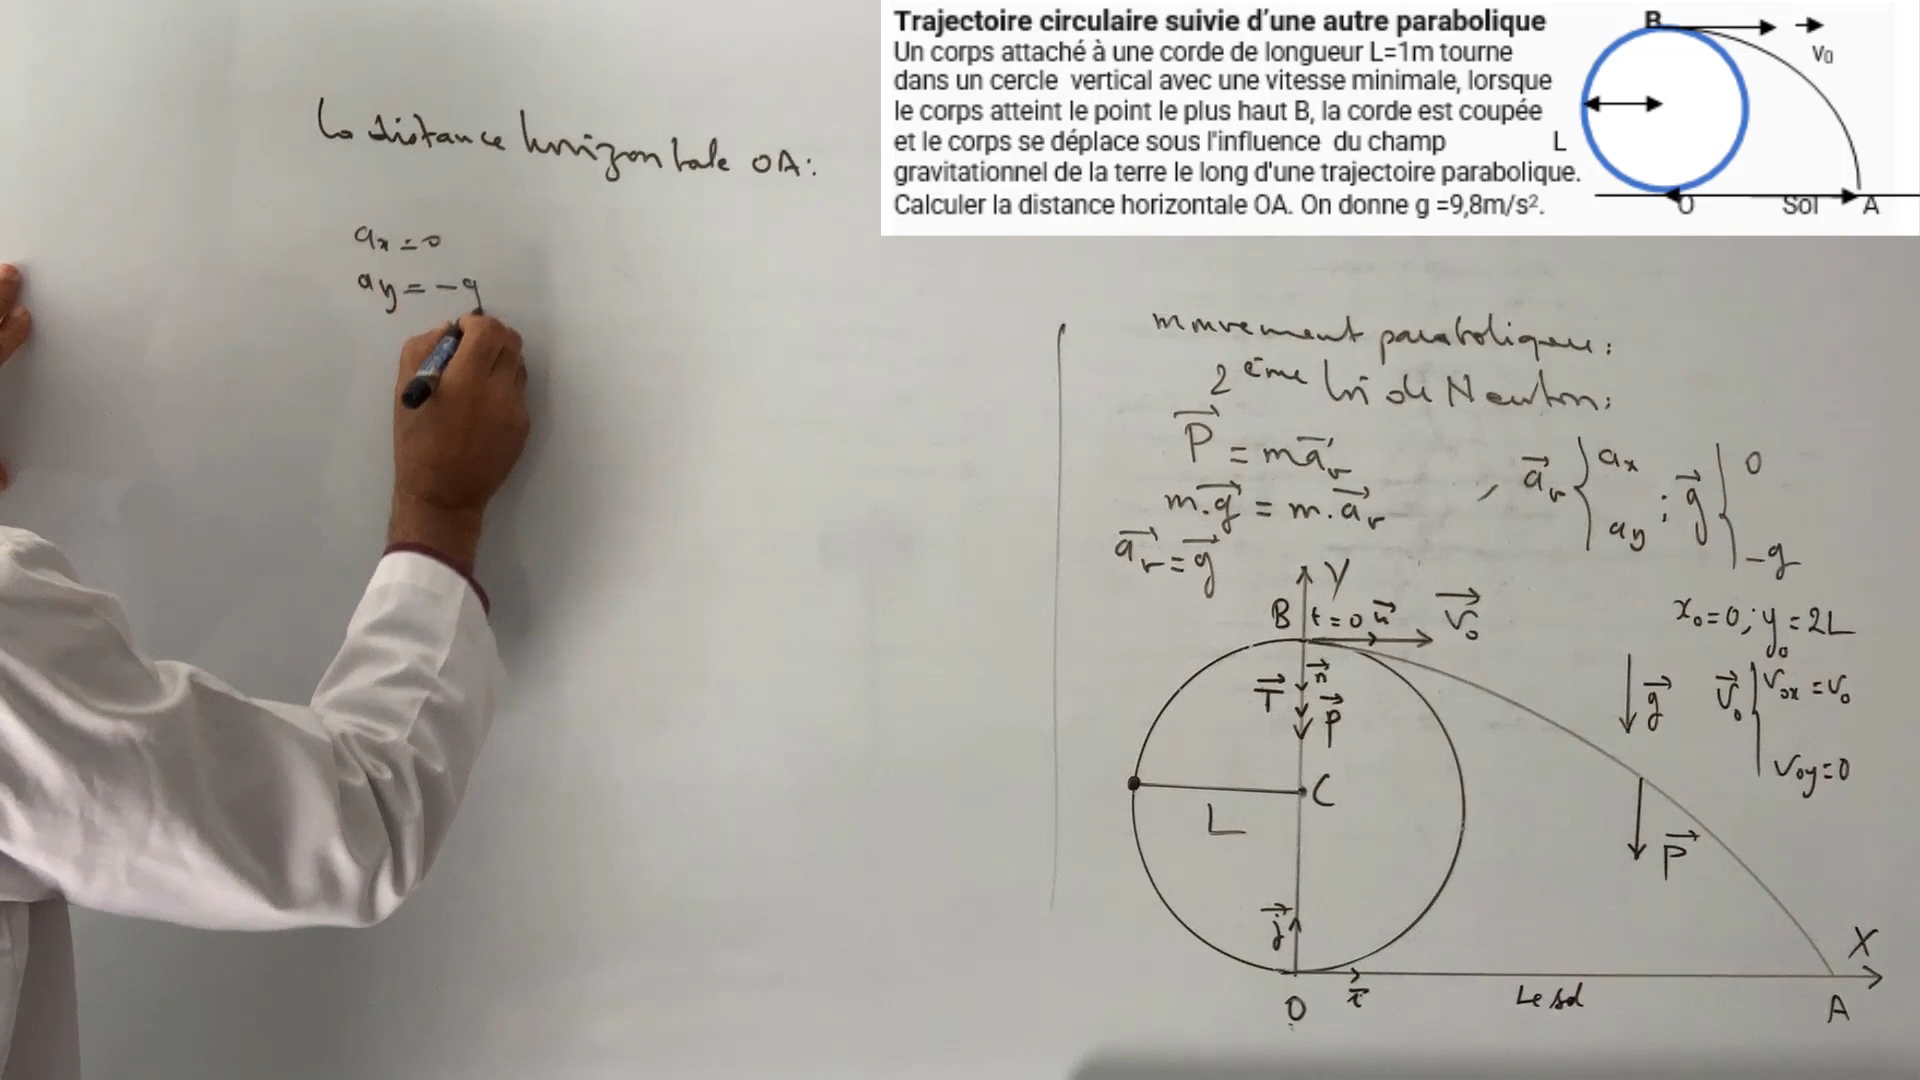 Trajectoire circulaire suivie d'une autre parabolique
Un corps attaché à une corde de longueur L=1m tourne
dans un cercle vertical avec une vitesse minimale, lorsque
le corps atteint le point le plus haut B, la corde est coupée
et le corps se déplace sous l'influence du champ
gravitationnel de la terre le long d'une trajectoire parabolique.
Calculer la distance horizontale OA. On donne g =9,8m/s².
B
V₀
L
O Sol A
La distance horizontale OA:
ax = 0
ay = -g
mouvement parabolique:
2ème loi de Newton:
P⃗ = m a⃗r
m.g⃗ = m.a⃗r
a⃗r = g⃗
, a⃗r { ax ay ; g⃗ { 0 -g
Y
B t=0 u⃗ V⃗₀
x₀=0; y₀=2L
n⃗
T⃗
P⃗
g⃗
V⃗₀ { V₀x = V₀
V₀y = 0
C
L
P⃗
j⃗
X
O i⃗ Le sol A